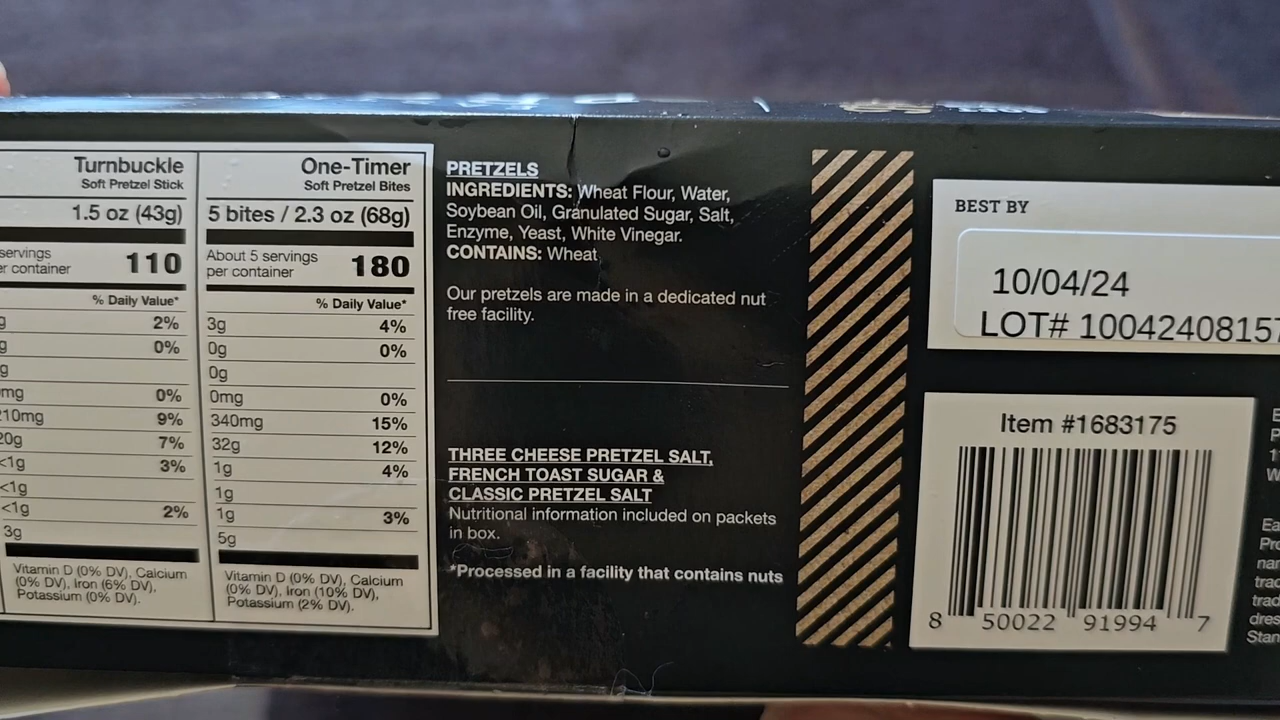 Turnbuckle
Soft Pretzel Stick
1.5 oz (43g)
servings
per container 110
% Daily Value*
g 2%
g 0%
g
mg 0%
210mg 9%
20g 7%
<1g 3%
<1g
<1g 2%
3g
Vitamin D (0% DV), Calcium
(0% DV), Iron (6% DV),
Potassium (0% DV).
One-Timer
Soft Pretzel Bites
5 bites / 2.3 oz (68g)
About 5 servings
per container 180
% Daily Value*
3g 4%
0g 0%
0g
0mg 0%
340mg 15%
32g 12%
1g 4%
1g
1g 3%
5g
Vitamin D (0% DV), Calcium
(0% DV), Iron (10% DV),
Potassium (2% DV).
PRETZELS
INGREDIENTS: Wheat Flour, Water,
Soybean Oil, Granulated Sugar, Salt,
Enzyme, Yeast, White Vinegar.
CONTAINS: Wheat
Our pretzels are made in a dedicated nut
free facility.
THREE CHEESE PRETZEL SALT,
FRENCH TOAST SUGAR &
CLASSIC PRETZEL SALT
Nutritional information included on packets
in box.
*Processed in a facility that contains nuts
BEST BY
10/04/24
LOT# 10042408157
Item #1683175
8 50022 91994 7